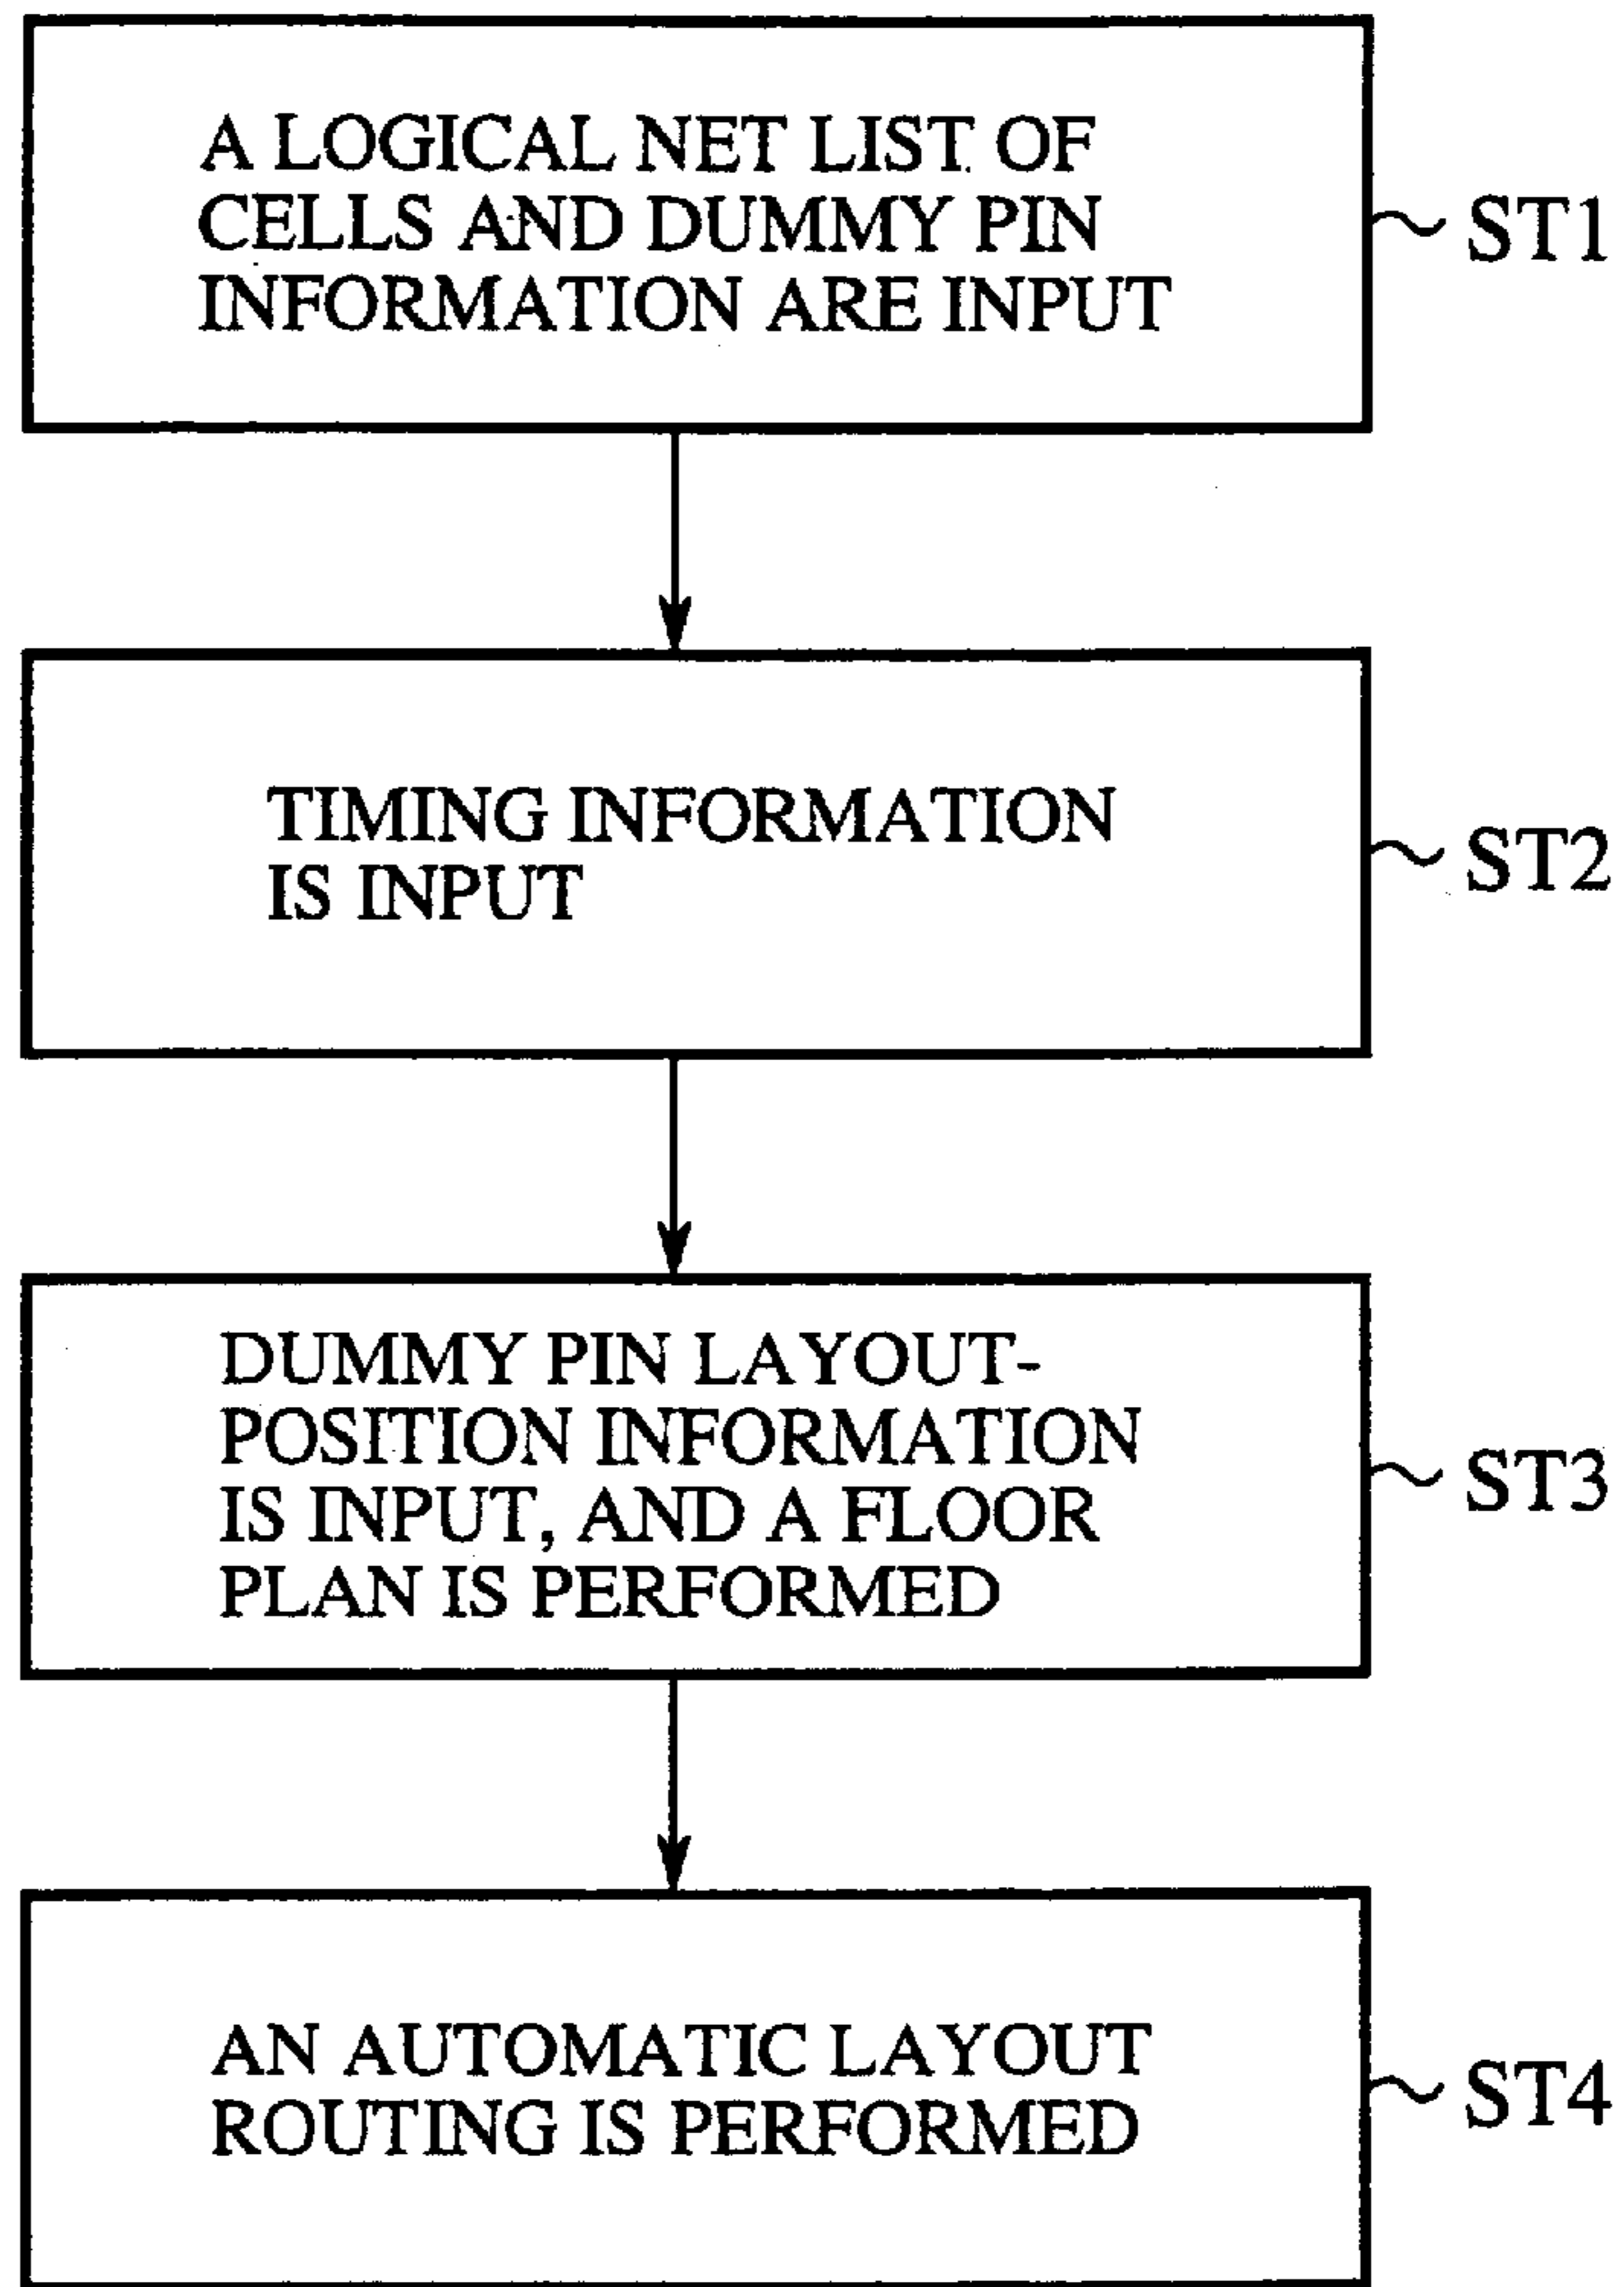 A LOGICAL NET LIST OF
CELLS AND DUMMY PIN
INFORMATION ARE INPUT
ST1
TIMING INFORMATION
IS INPUT
ST2
DUMMY PIN LAYOUT-
POSITION INFORMATION
IS INPUT, AND A FLOOR
PLAN IS PERFORMED
ST3
AN AUTOMATIC LAYOUT
ROUTING IS PERFORMED
ST4